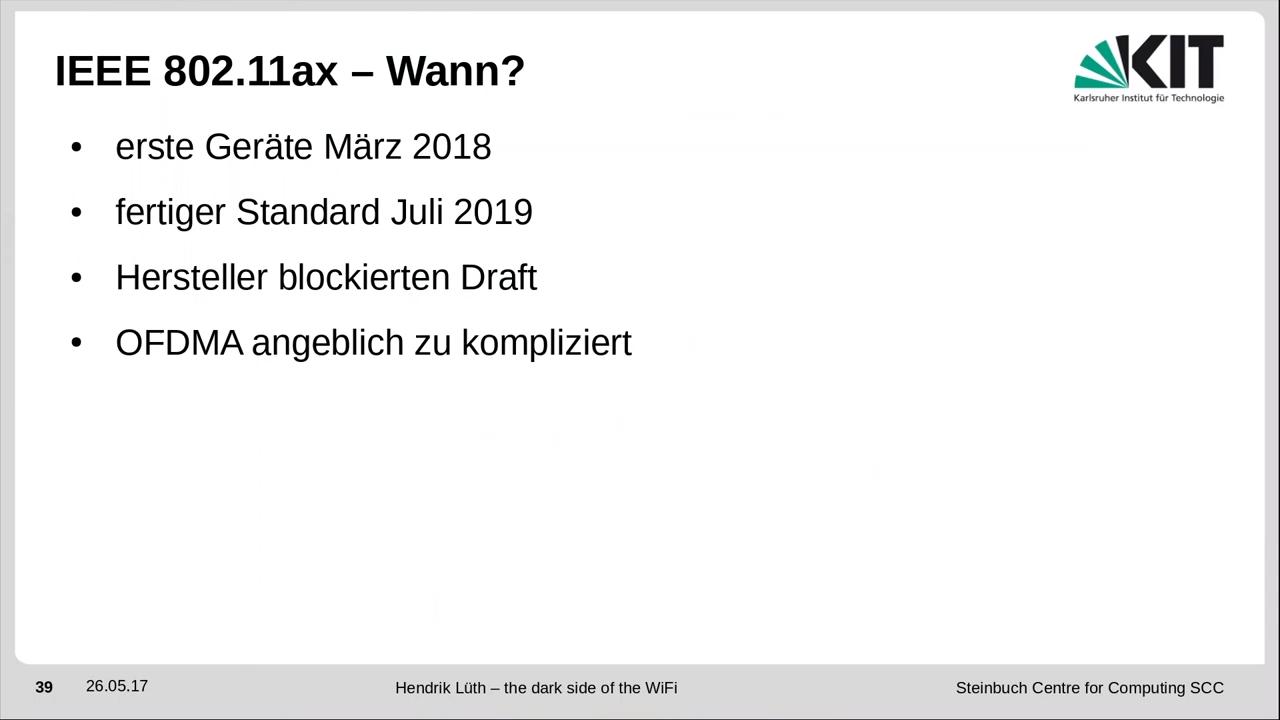 IEEE 802.11ax – Wann?
KIT
Karlsruher Institut für Technologie
• erste Geräte März 2018
• fertiger Standard Juli 2019
• Hersteller blockierten Draft
• OFDMA angeblich zu kompliziert
39 26.05.17 Hendrik Lüth – the dark side of the WiFi Steinbuch Centre for Computing SCC